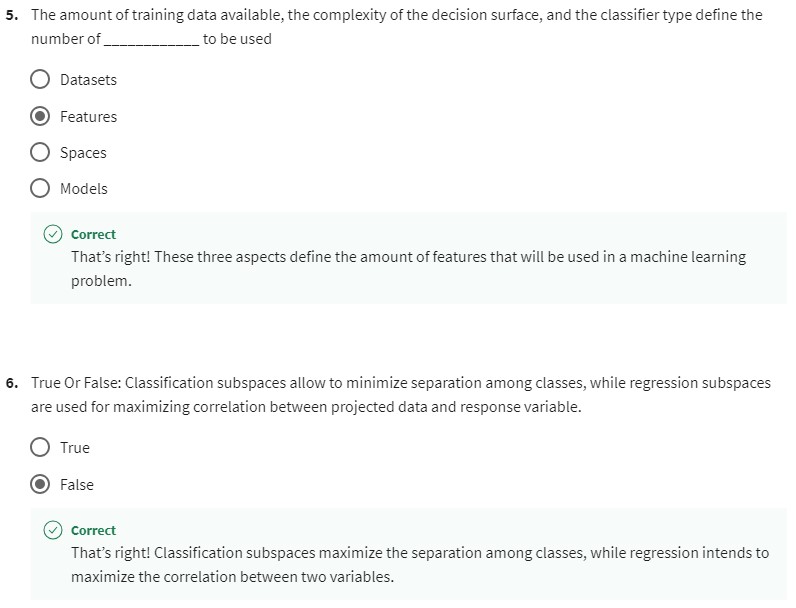 5. The amount of training data available, the complexity of the decision surface, and the classifier type define the
number of ____________ to be used
Datasets
Features
Spaces
Models
Correct
That's right! These three aspects define the amount of features that will be used in a machine learning
problem.
6. True Or False: Classification subspaces allow to minimize separation among classes, while regression subspaces
are used for maximizing correlation between projected data and response variable.
True
False
Correct
That's right! Classification subspaces maximize the separation among classes, while regression intends to
maximize the correlation between two variables.